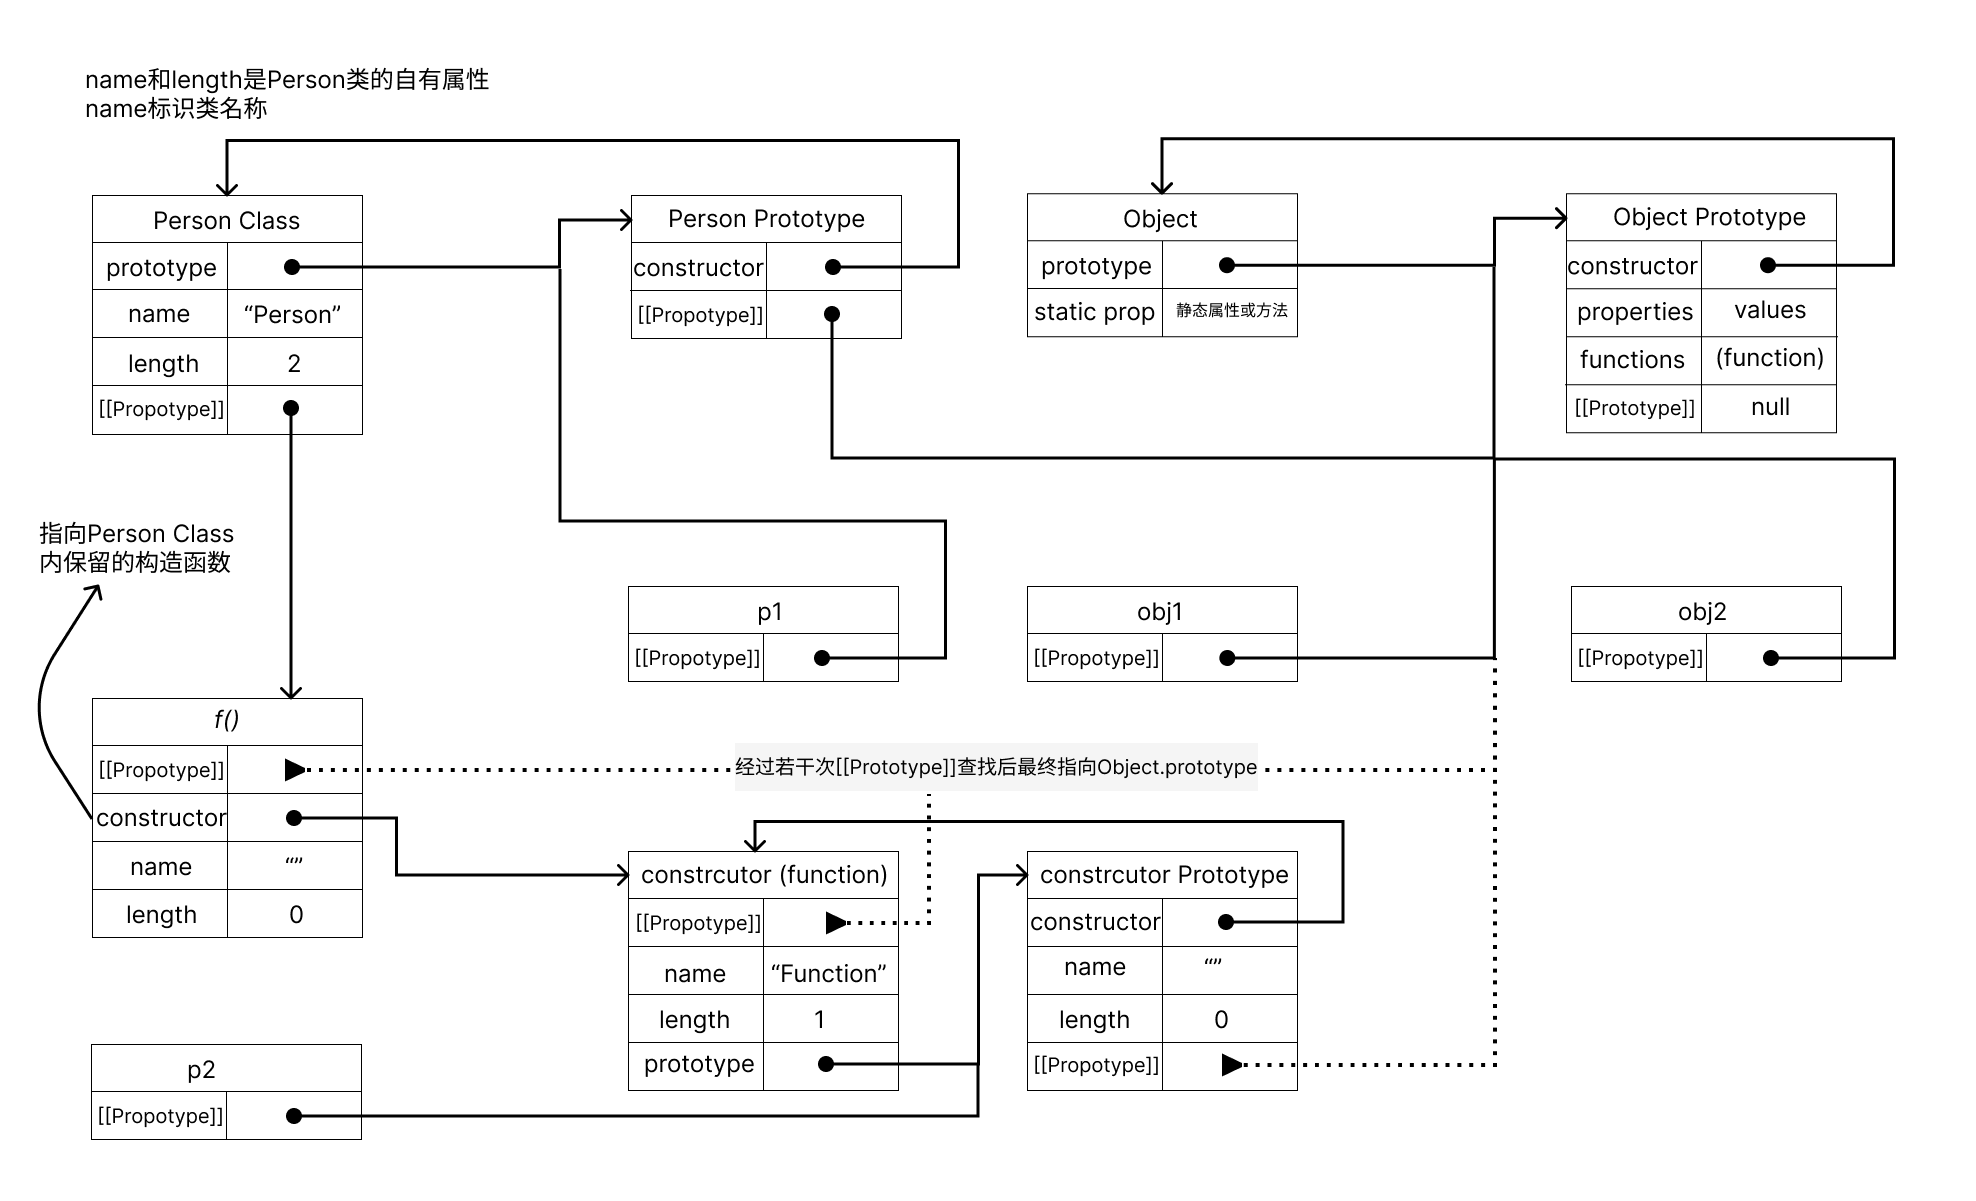 name和length是Person类的自有属性
name标识类名称
Person Class
prototype
name “Person”
length 2
[[Propotype]]
Person Prototype
constructor
[[Propotype]]
Object
prototype
static prop 静态属性或方法
Object Prototype
constructor
properties values
functions (function)
[[Prototype]] null
指向Person Class
内保留的构造函数
p1
[[Propotype]]
obj1
[[Propotype]]
obj2
[[Propotype]]
f()
[[Propotype]]
constructor
name “”
length 0
经过若干次[[Prototype]]查找后最终指向Object.prototype
constrcutor (function)
[[Propotype]]
name “Function”
length 1
prototype
constrcutor Prototype
constructor
name “”
length 0
[[Propotype]]
p2
[[Propotype]]